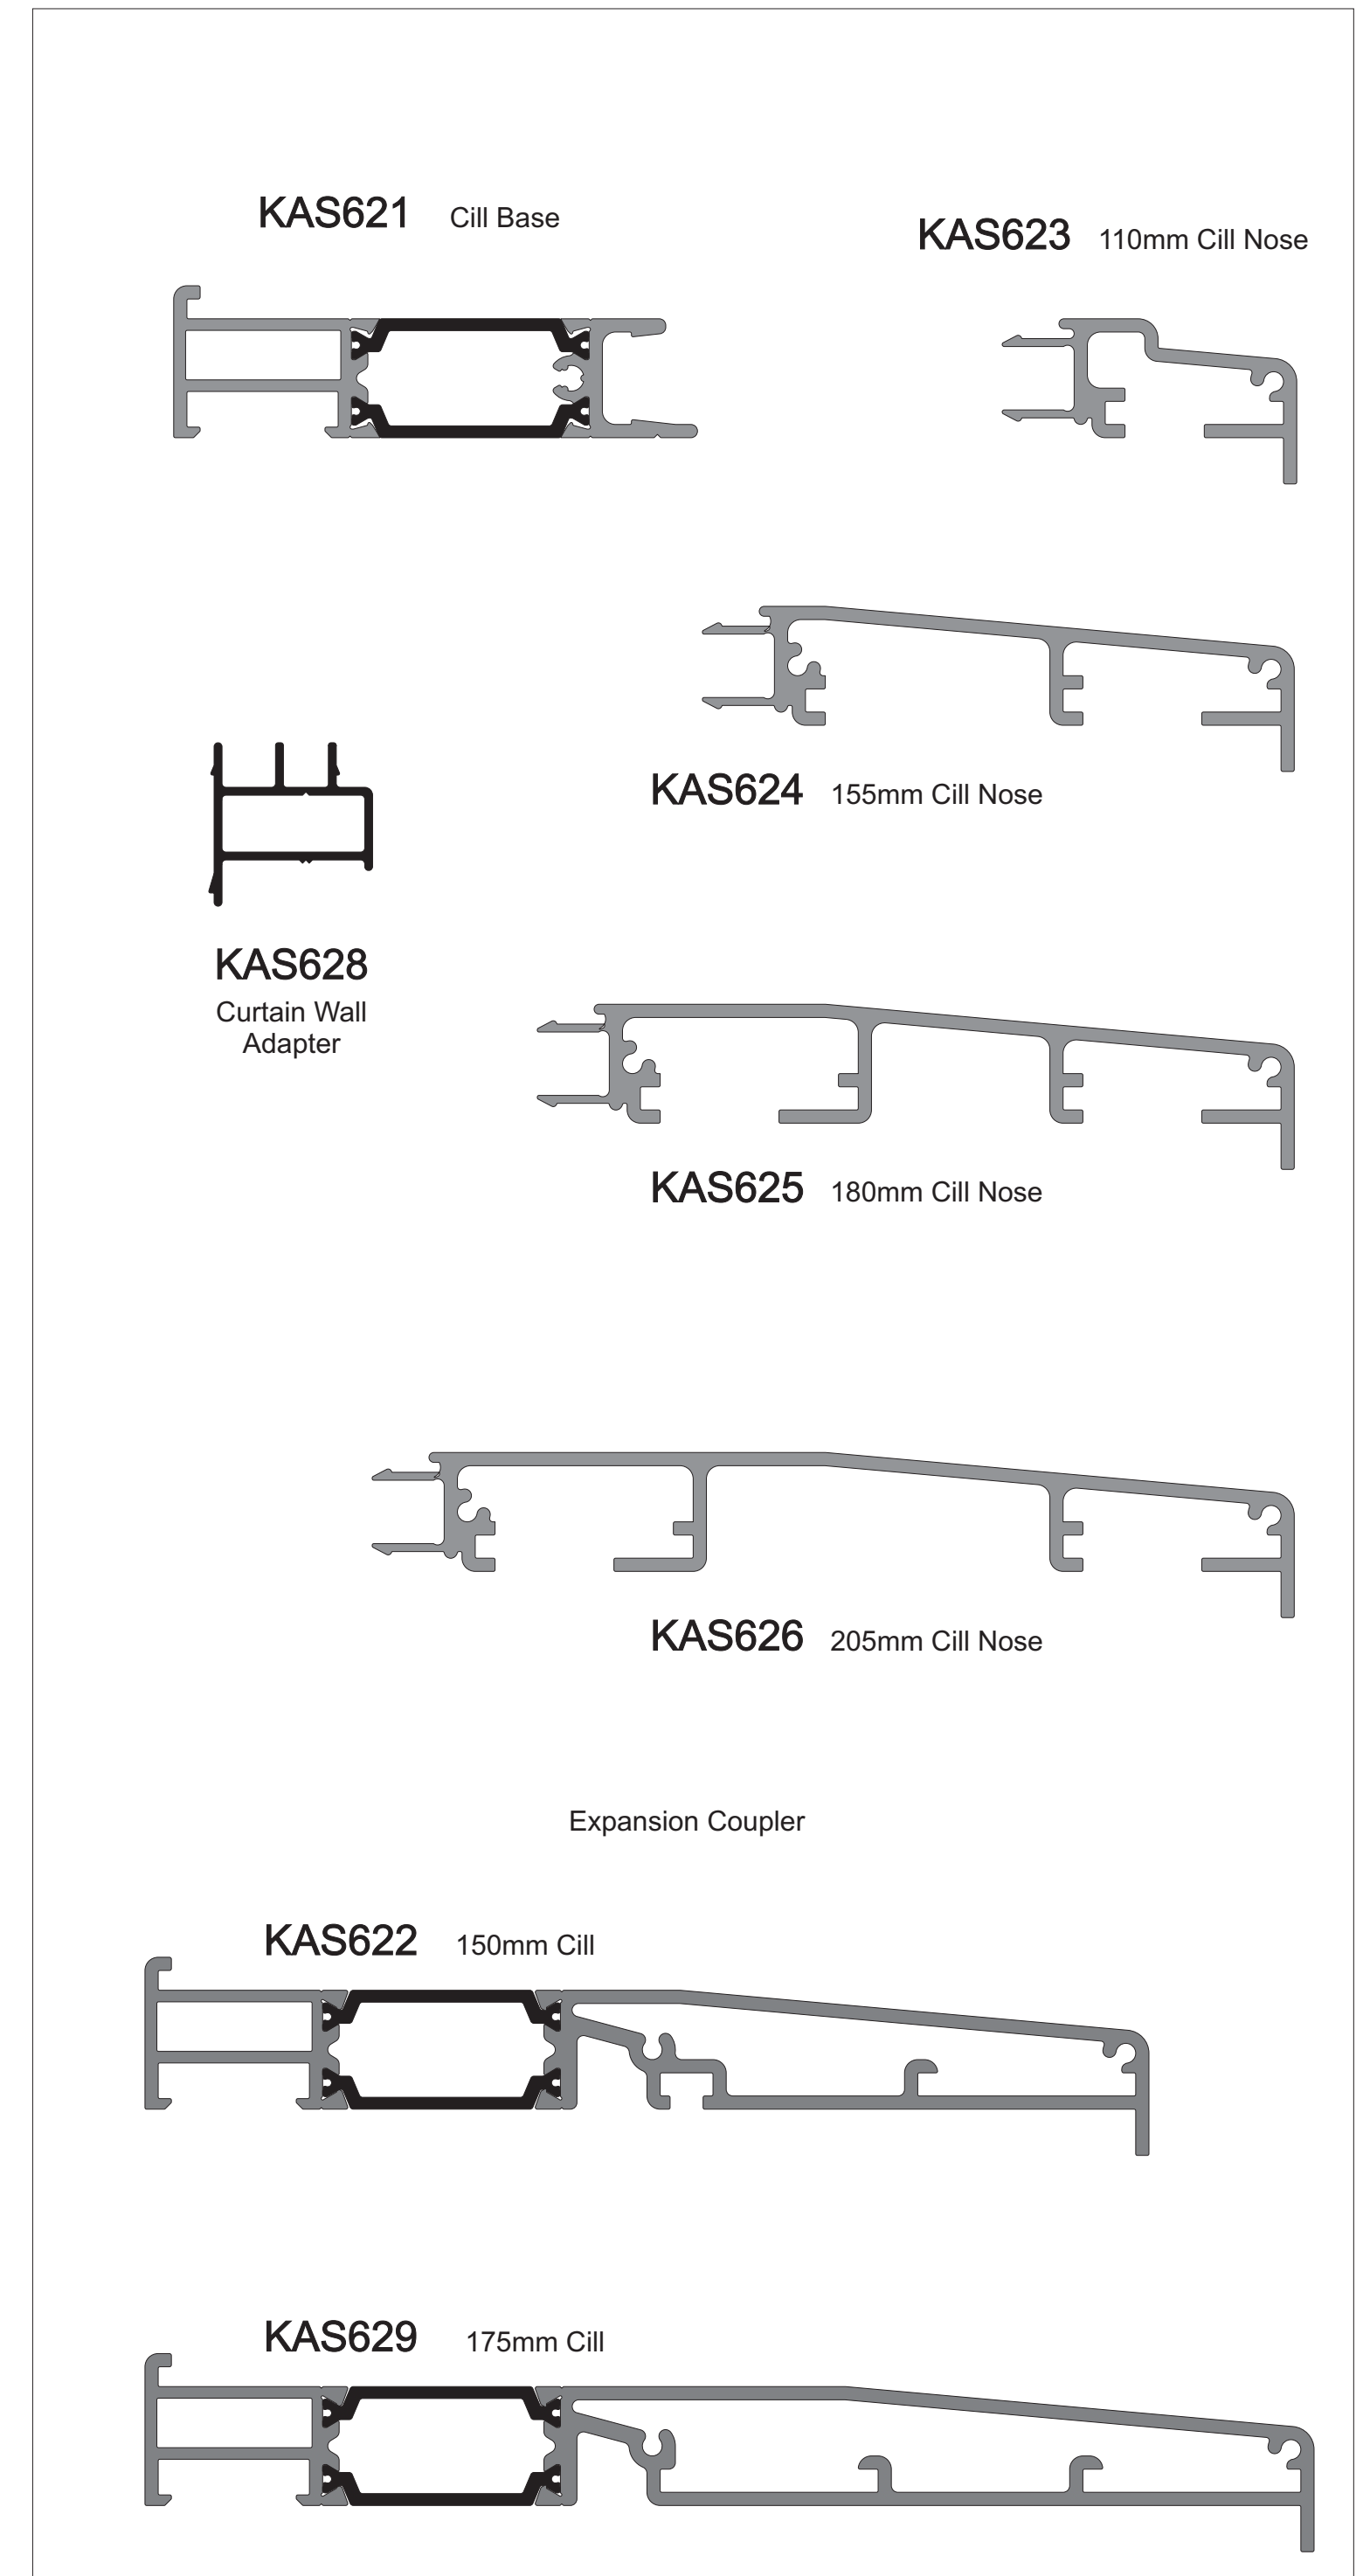 KAS621 Cill Base
KAS623 110mm Cill Nose
KAS624 155mm Cill Nose
KAS628
Curtain Wall
Adapter
KAS625 180mm Cill Nose
KAS626 205mm Cill Nose
Expansion Coupler
KAS622 150mm Cill
KAS629 175mm Cill